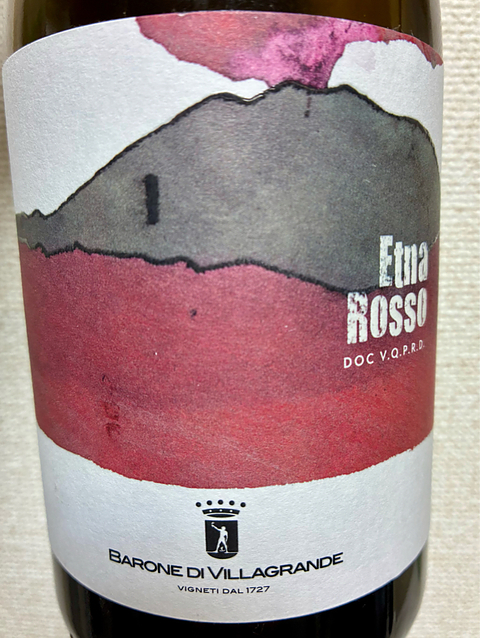 Etna
Rosso
DOC V.Q.P.R.D.
BARONE DI VILLAGRANDE
VIGNETI DAL 1727